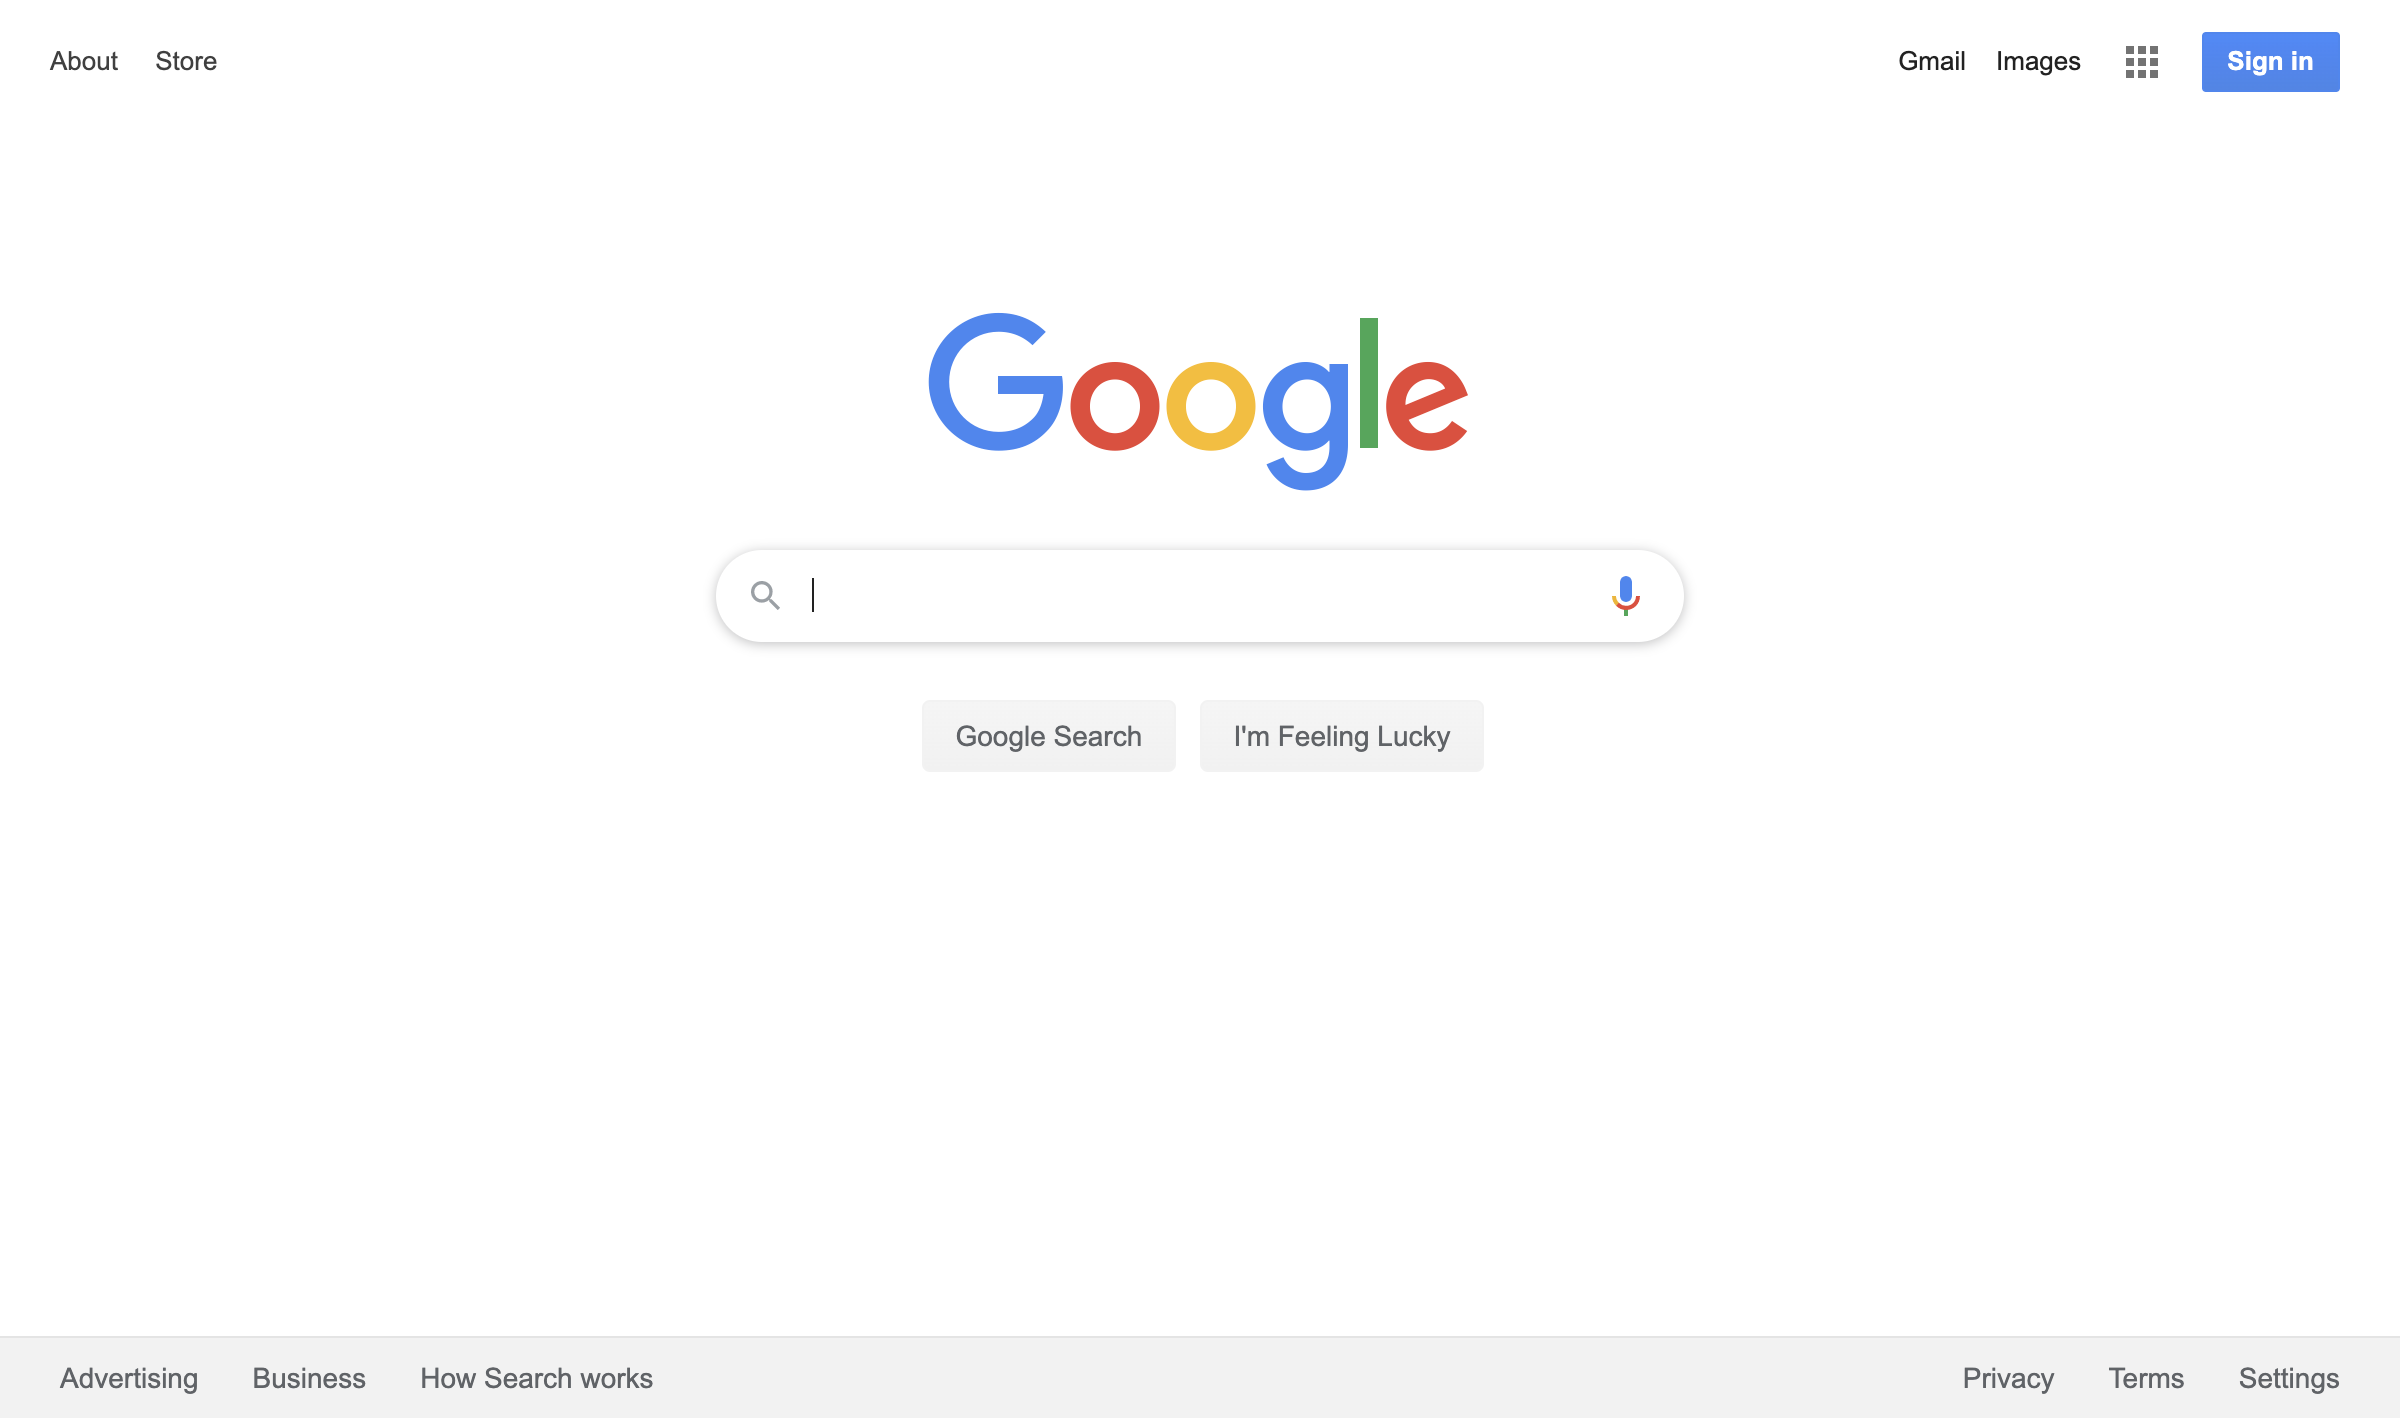 About Store Gmail Images Sign in
Google
Google Search I'm Feeling Lucky
Advertising Business How Search works Privacy Terms Settings